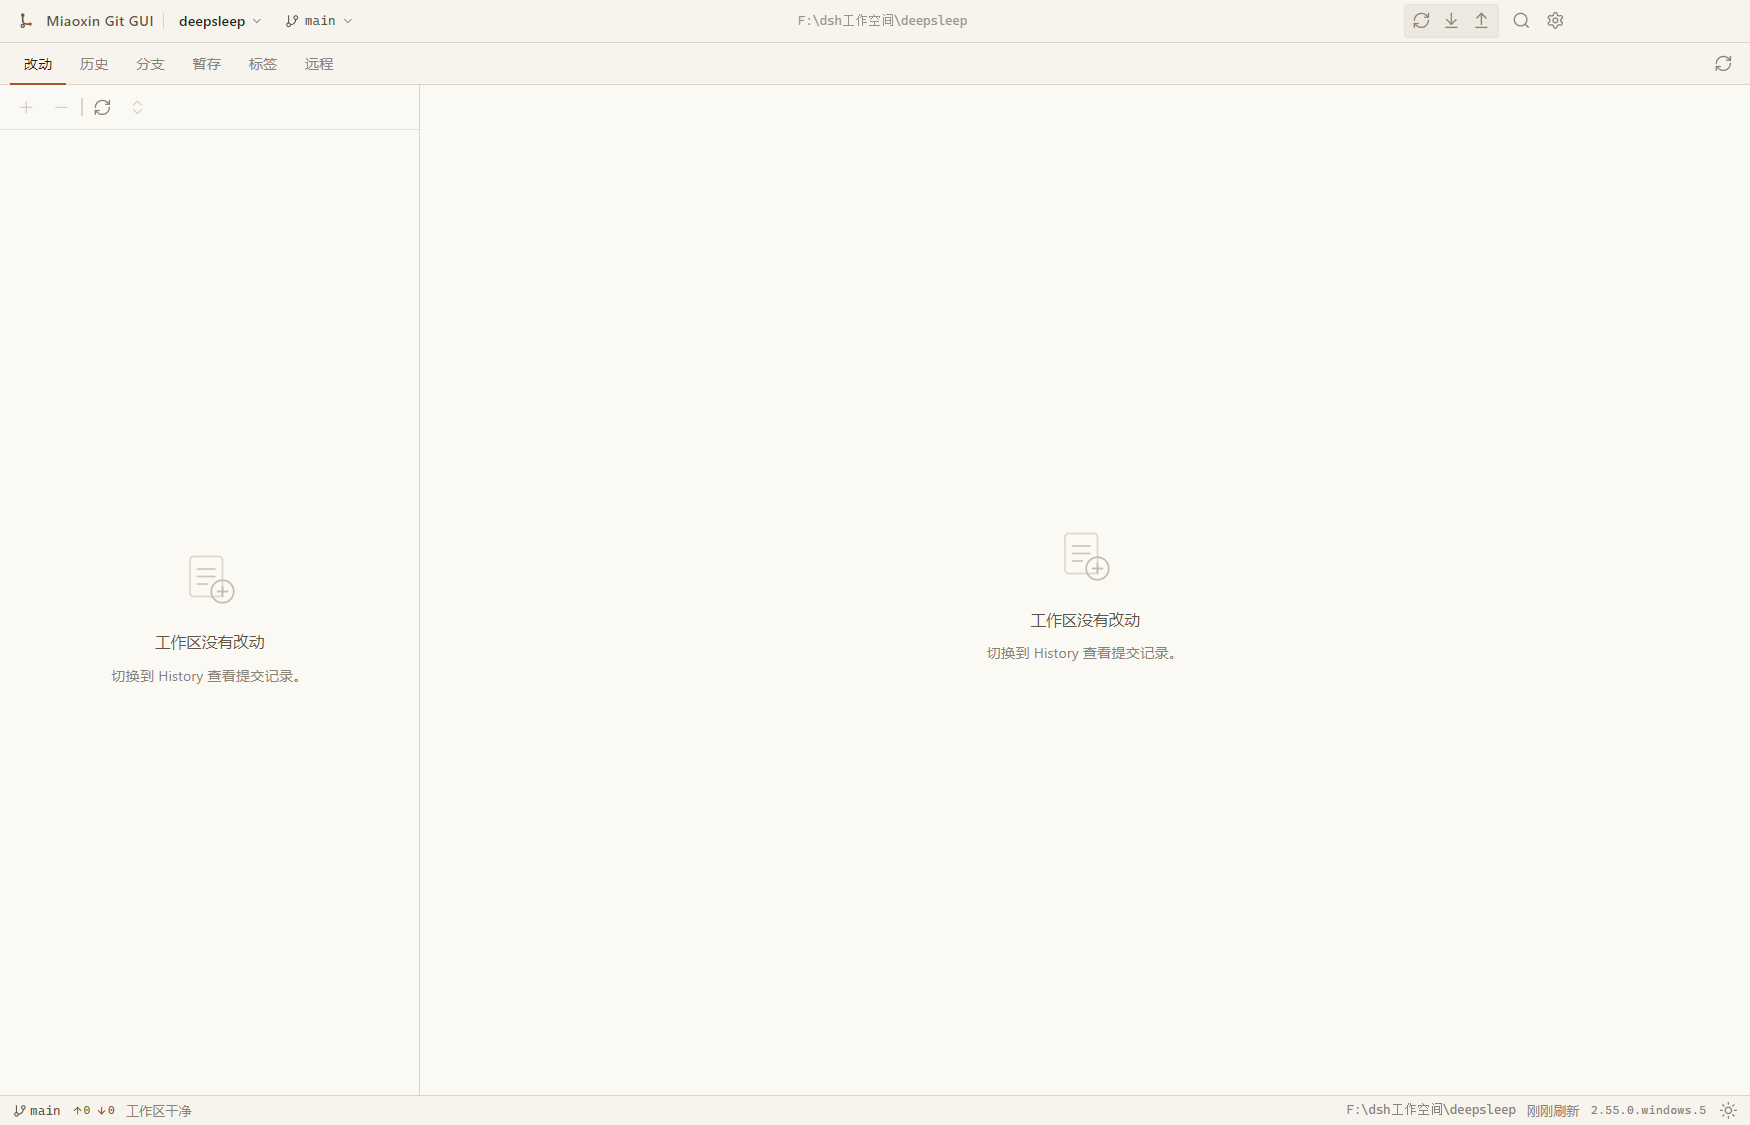 Miaoxin Git GUI deepsleep main F:\dsh工作空间\deepsleep
改动 历史 分支 暂存 标签 远程
工作区没有改动
切换到 History 查看提交记录。
工作区没有改动
切换到 History 查看提交记录。
main ↑0 ↓0 工作区干净 F:\dsh工作空间\deepsleep 刚刚刷新 2.55.0.windows.5